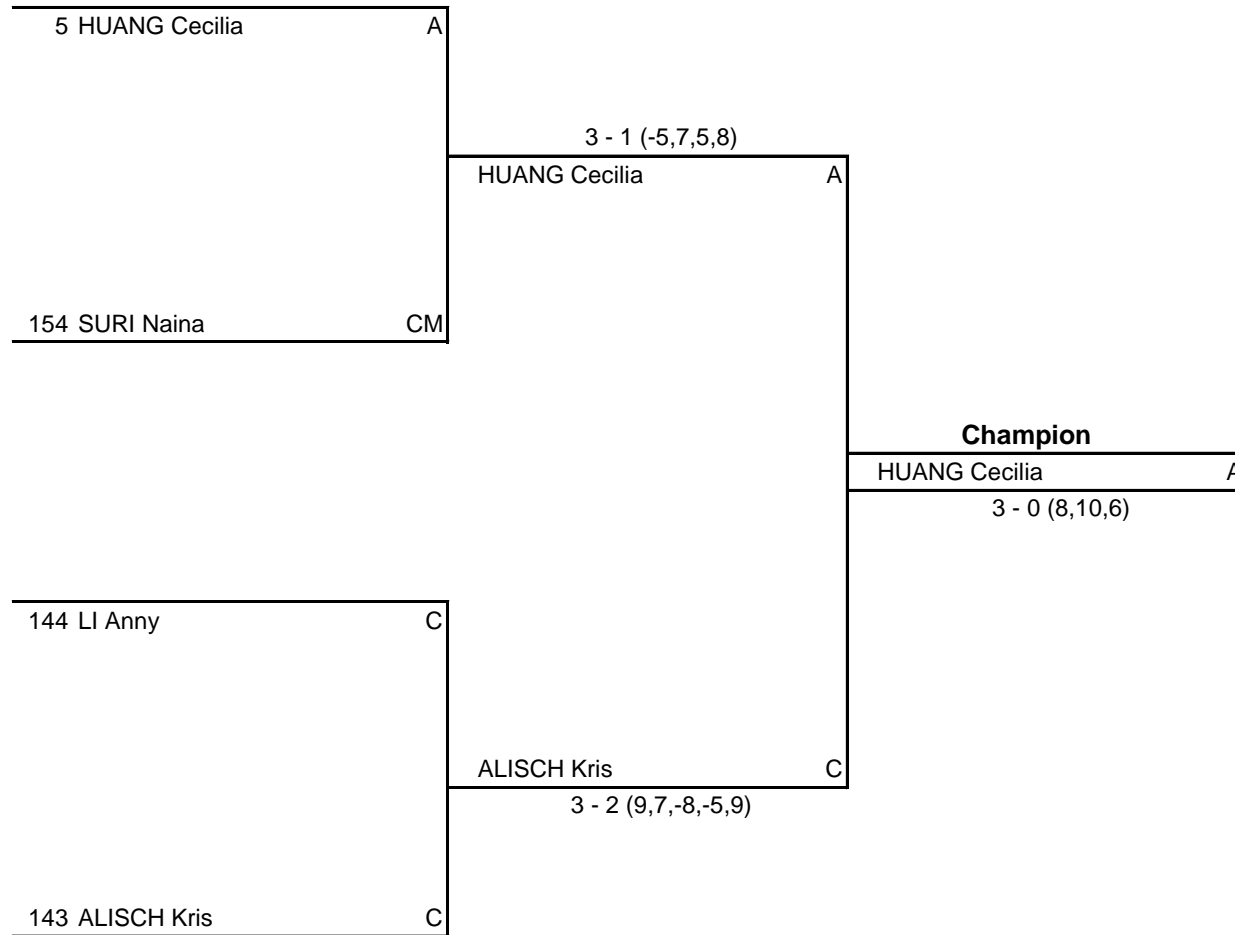 5 HUANG Cecilia A
3 - 1 (-5,7,5,8)
HUANG Cecilia A
154 SURI Naina CM
Champion
HUANG Cecilia A
3 - 0 (8,10,6)
144 LI Anny C
ALISCH Kris C
3 - 2 (9,7,-8,-5,9)
143 ALISCH Kris C